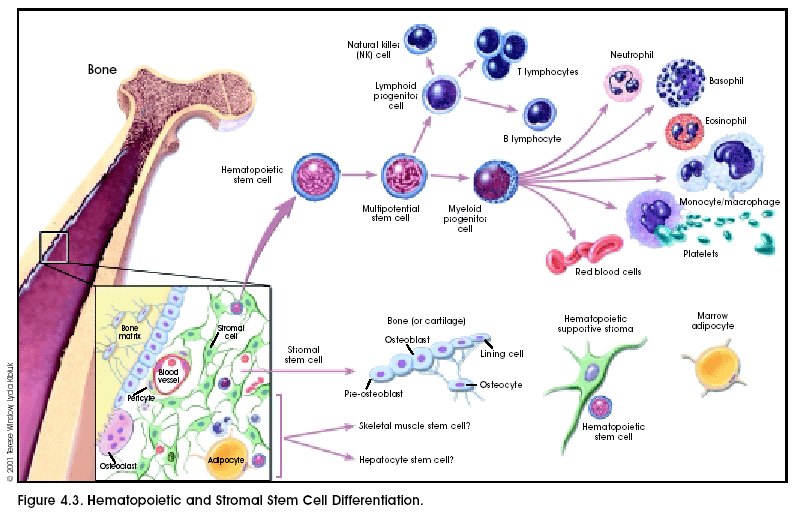 Bone
Natural killer
(NK) cell
T lymphocytes
Lymphoid
progenitor
cell
B lymphocyte
Neutrophil
Basophil
Eosinophil
Monocyte/macrophage
Platelets
Red blood cells
Hematopoietic
stem cell
Multipotential
stem cell
Myeloid
progenitor
cell
Bone
matrix
Stromal
cell
Blood
vessel
Pericyte
Osteoclast
Adipocyte
Stromal
stem cell
Bone (or cartilage)
Osteoblast
Lining cell
Pre-osteoblast
Osteocyte
Skeletal muscle stem cell?
Hepatocyte stem cell?
Hematopoietic
supportive stroma
Hematopoietic
stem cell
Marrow
adipocyte
© 2001 Terese Winslow, Lydia Kibiuk
Figure 4.3. Hematopoietic and Stromal Stem Cell Differentiation.